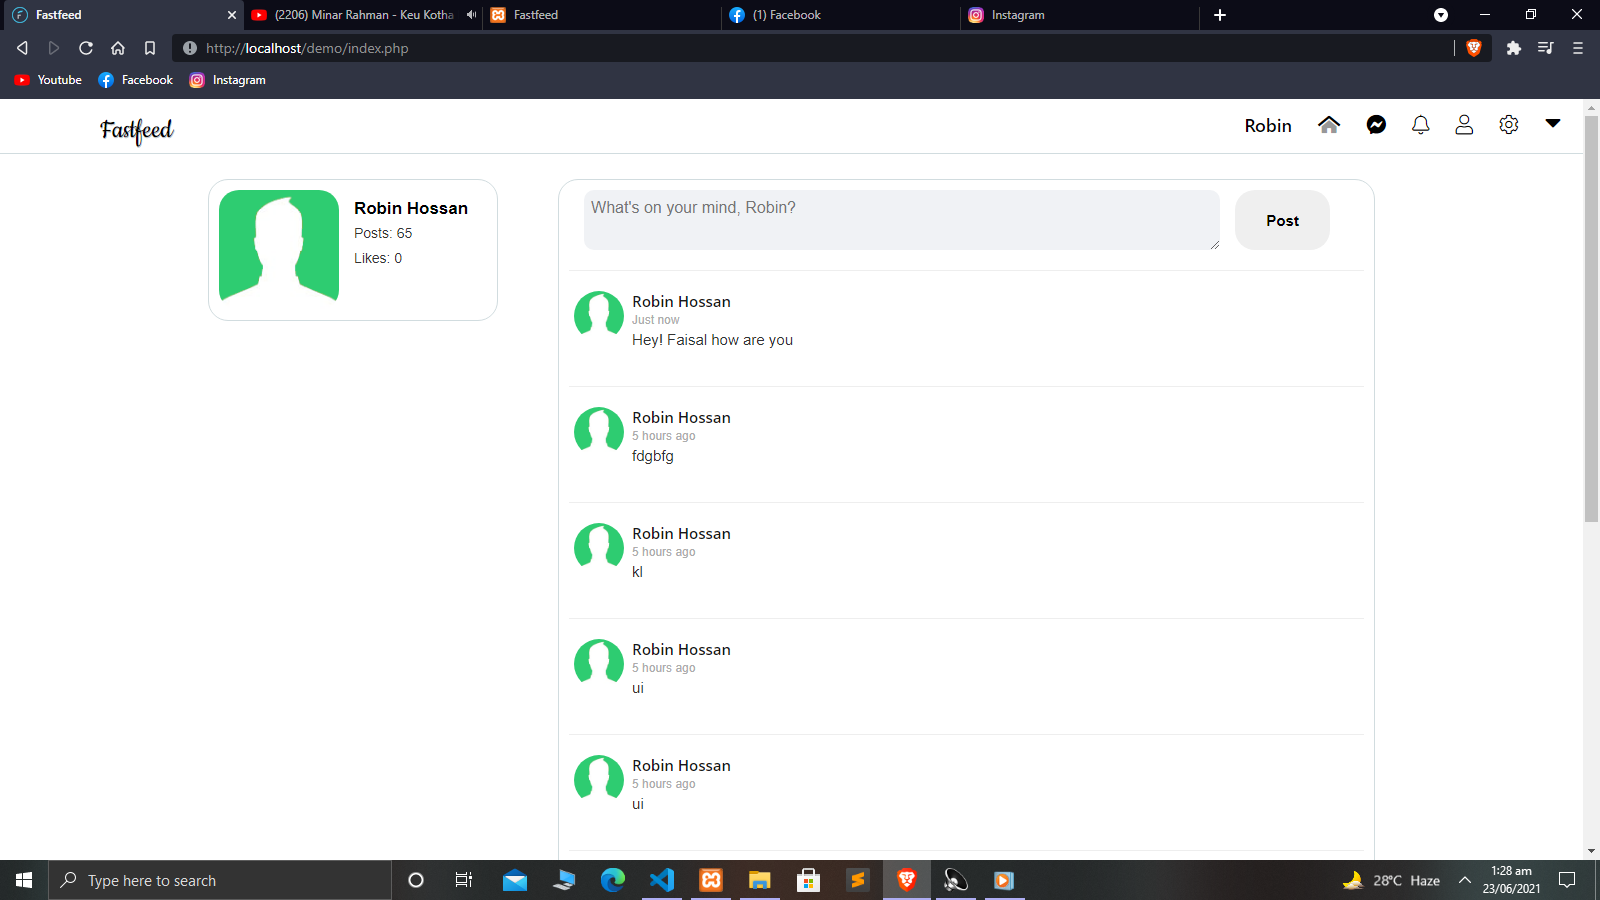 Fastfeed
(2206) Minar Rahman - Keu Kotha
Fastfeed
(1) Facebook
Instagram
http://localhost/demo/index.php
Youtube
Facebook
Instagram
Fastfeed
Robin
Robin Hossan
Posts: 65
Likes: 0
What's on your mind, Robin?
Post
Robin Hossan
Just now
Hey! Faisal how are you
Robin Hossan
5 hours ago
fdgbfg
Robin Hossan
5 hours ago
kl
Robin Hossan
5 hours ago
ui
Robin Hossan
5 hours ago
ui
Type here to search
28°C Haze
1:28 am
23/06/2021